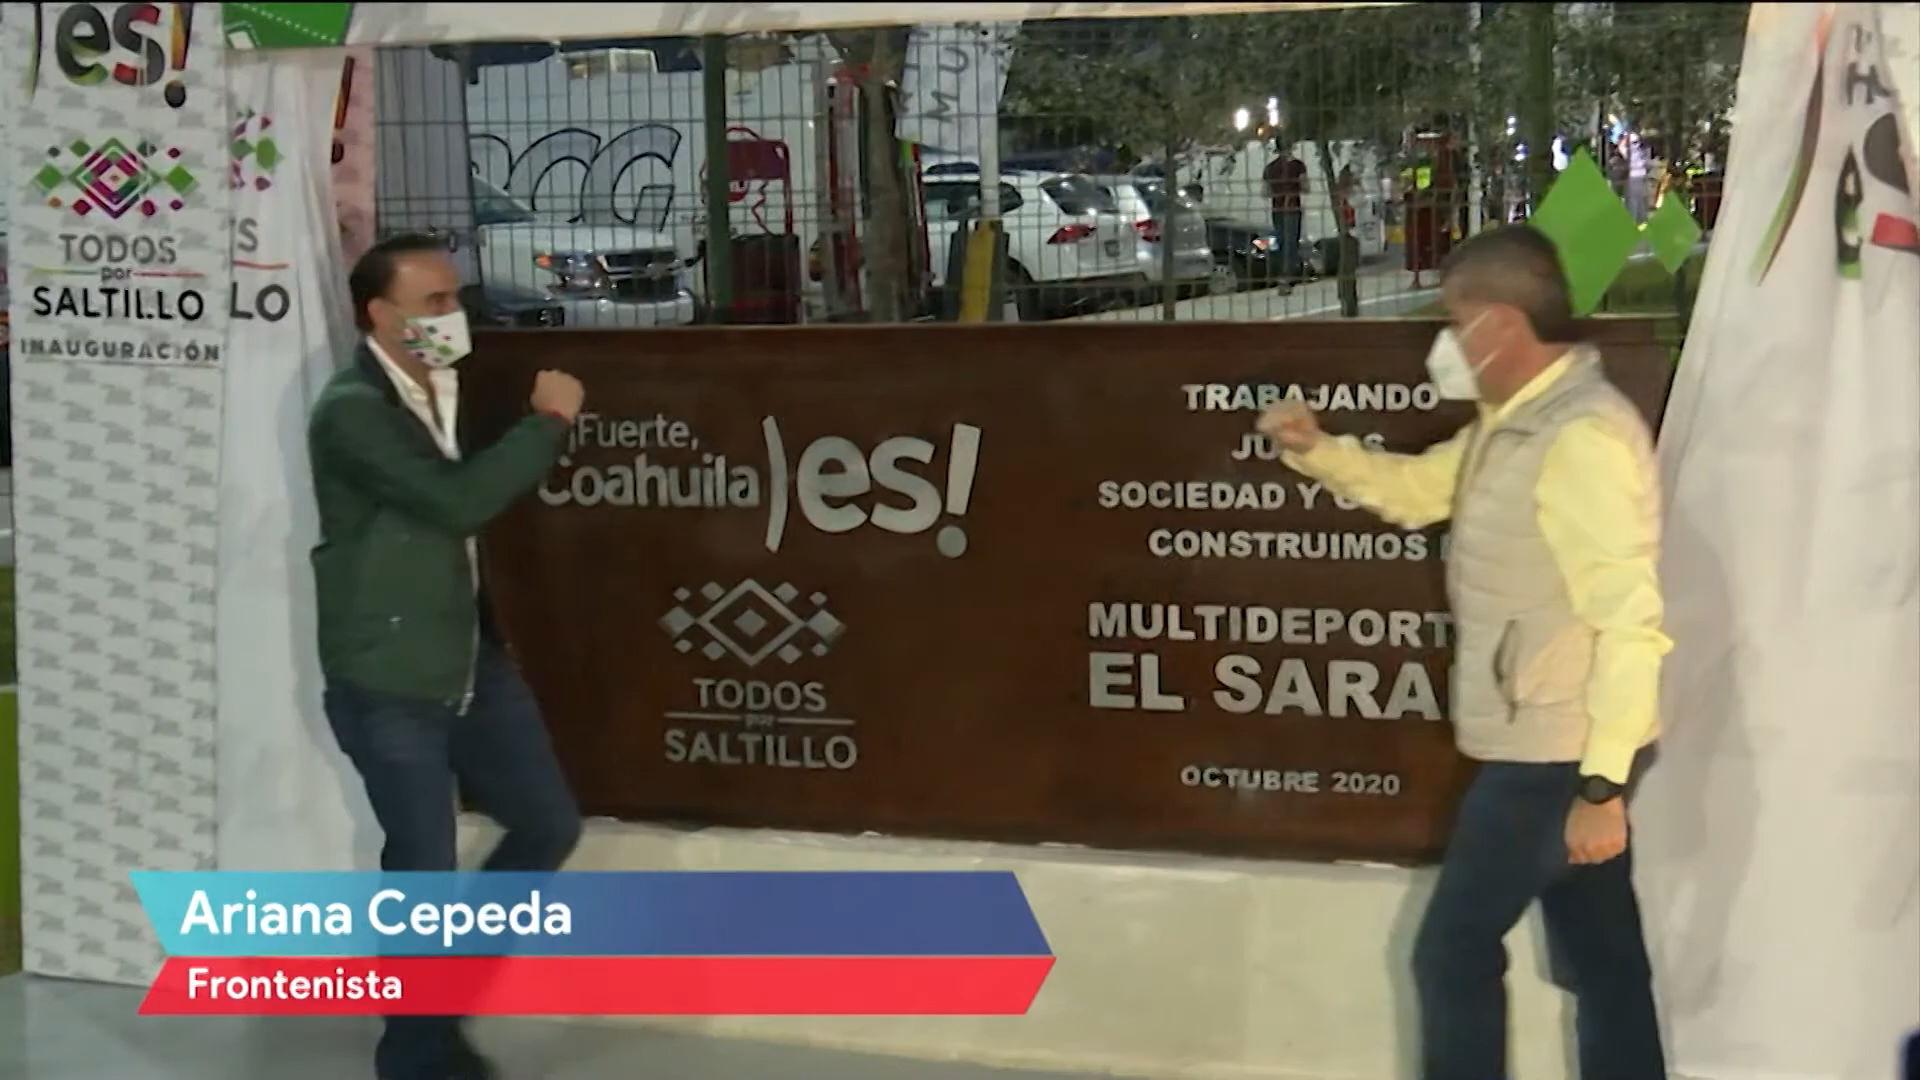 )es!
TODOS
por
SALTILLO
INAUGURACIÓN
LO
¡Fuerte,
Coahuila)es!
TODOS
por
SALTILLO
TRABAJANDO
SOCIEDAD Y
CONSTRUIMOS
MULTIDEPORT
EL SARA
OCTUBRE 2020
Ariana Cepeda
Frontenista